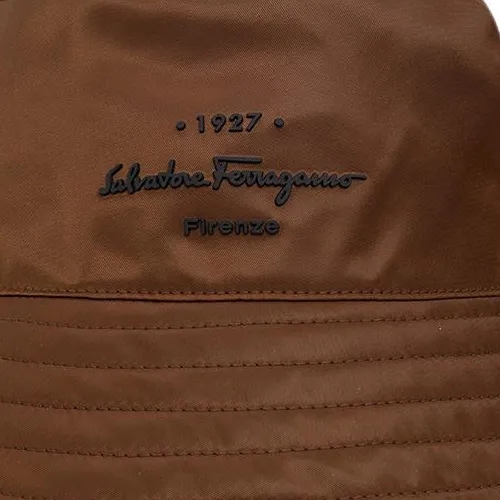 • 1927 •
Salvatore Ferragamo
Firenze